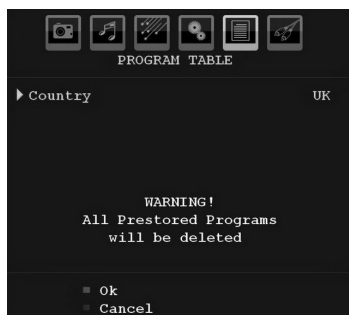 PROGRAM TABLE
Country UK
WARNING!
All Prestored Programs
will be deleted
Ok
Cancel